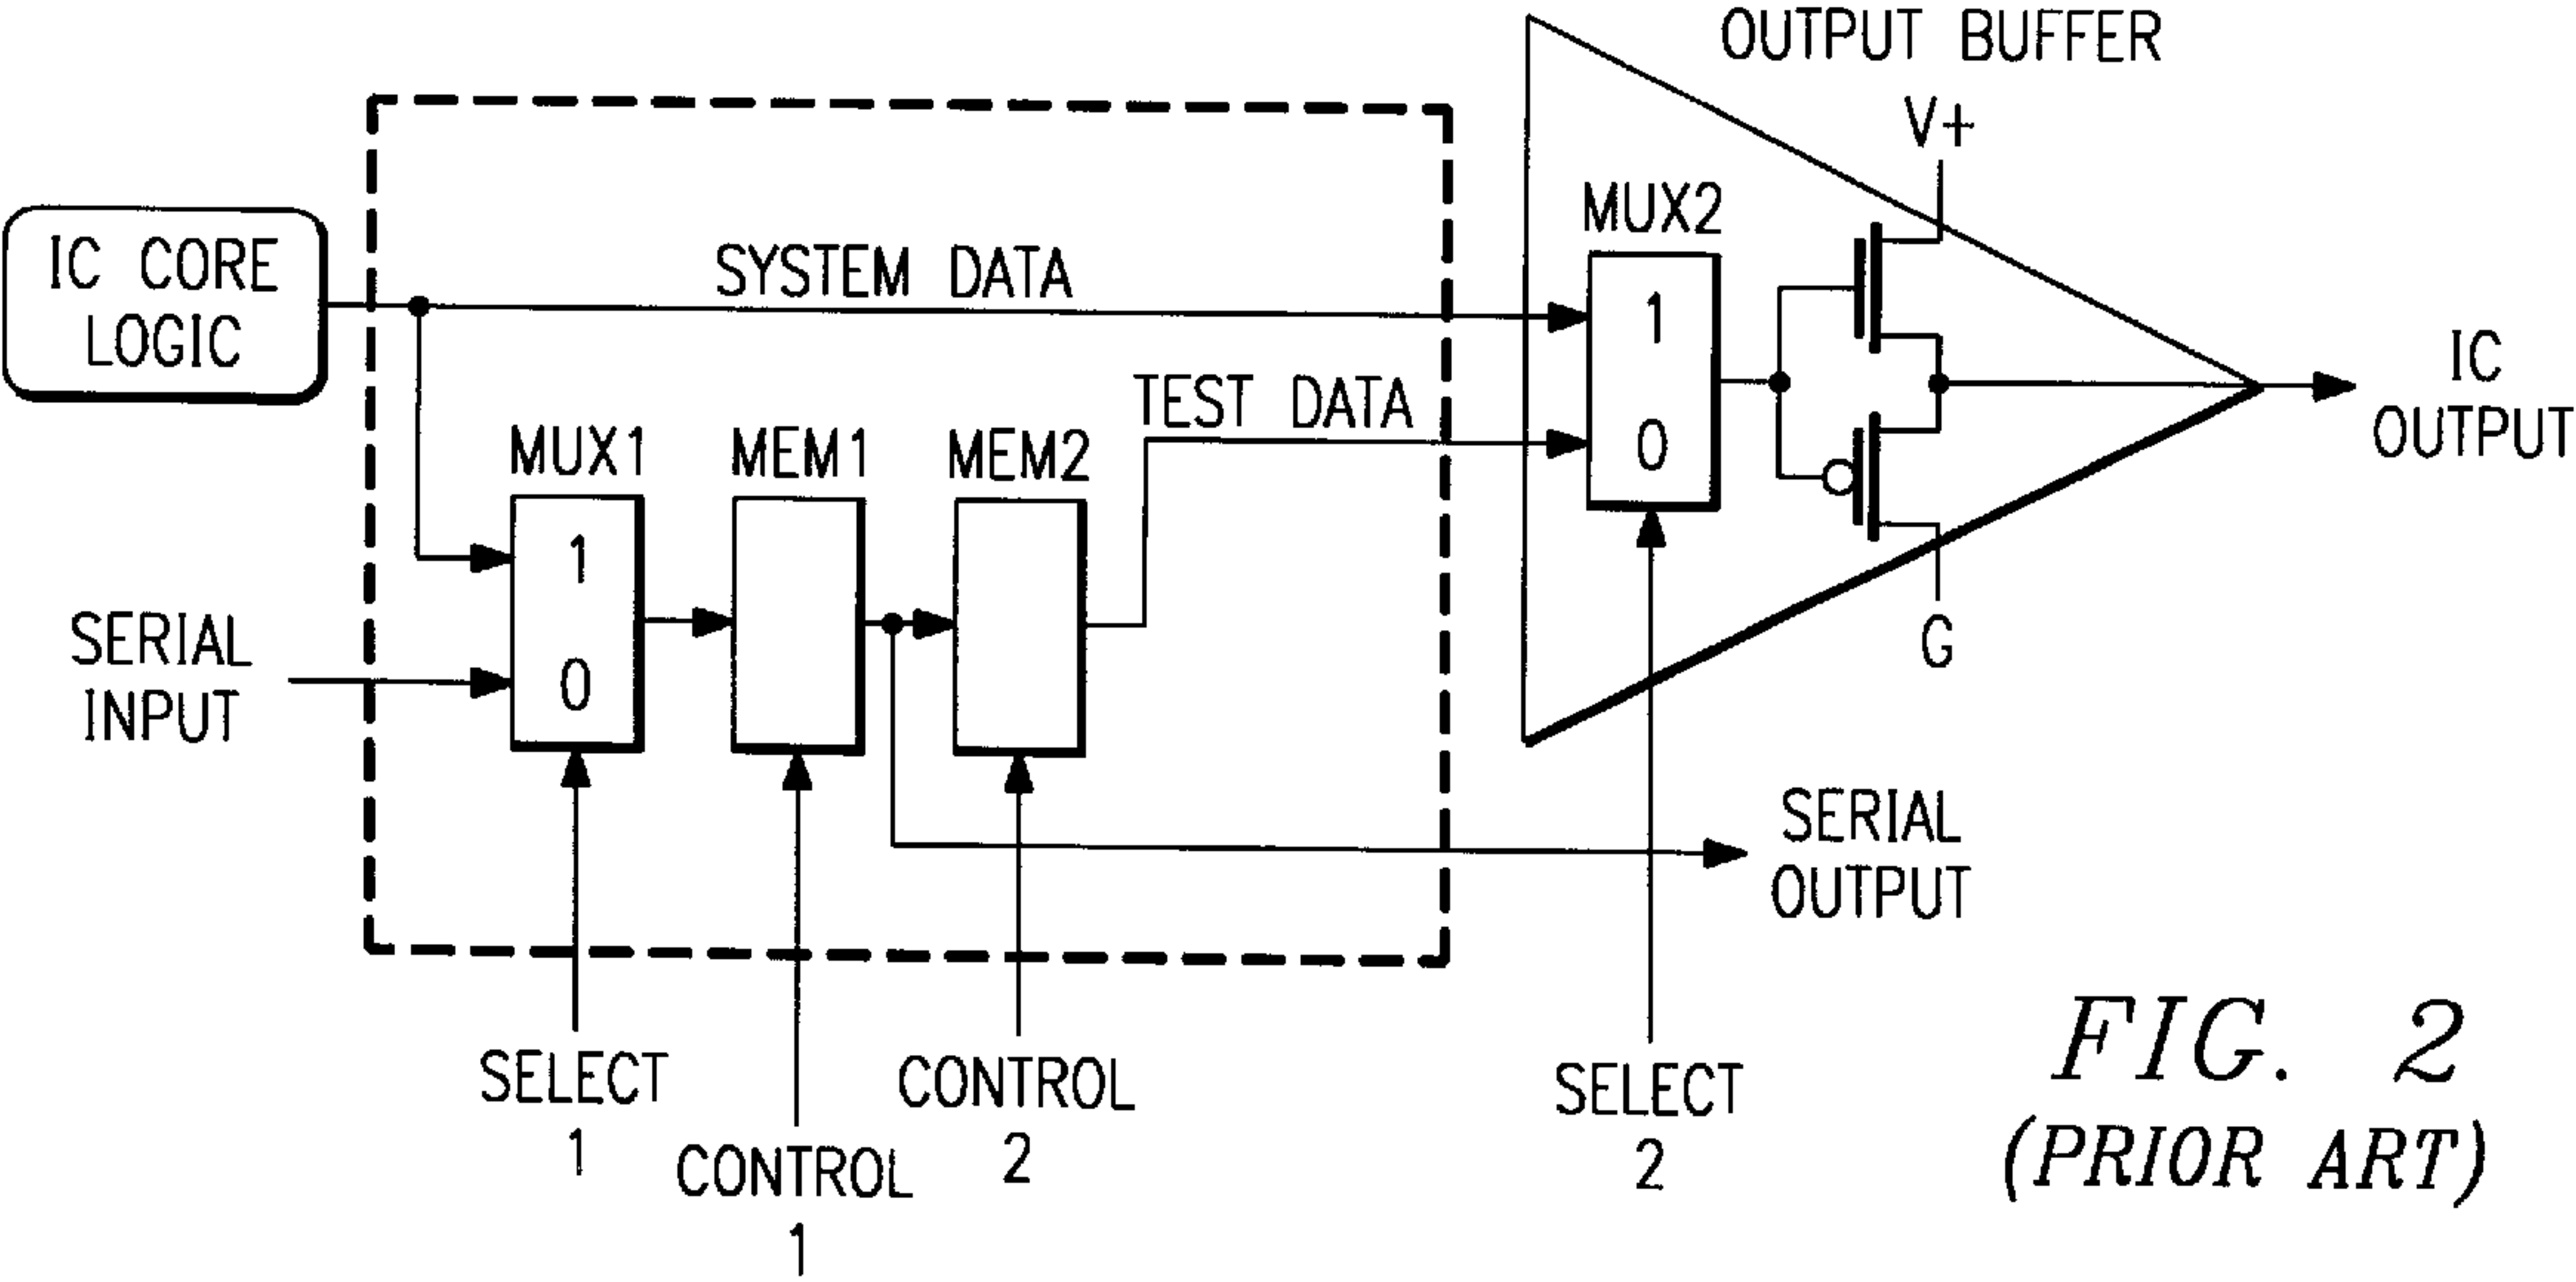 OUTPUT BUFFER
V+
MUX2
IC CORE
LOGIC
SYSTEM DATA
1
0
IC
OUTPUT
TEST DATA
MUX1
MEM1
MEM2
1
0
SERIAL
INPUT
G
SERIAL
OUTPUT
SELECT
1
CONTROL
1
CONTROL
2
SELECT
2
FIG. 2
(PRIOR ART)